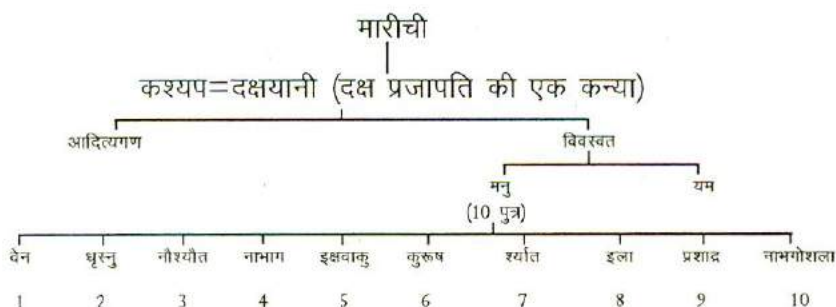 मारीची
कश्यप=दक्षयानी (दक्ष प्रजापति की एक कन्या)
आदित्यगण विवस्वत
मनु यम
(10 पुत्र)
वेन धृस्नु नौश्यौत नाभाग इक्षवाकु कुरूष र्श्यात इला प्रशाद्र नाभगोशला
1 2 3 4 5 6 7 8 9 10